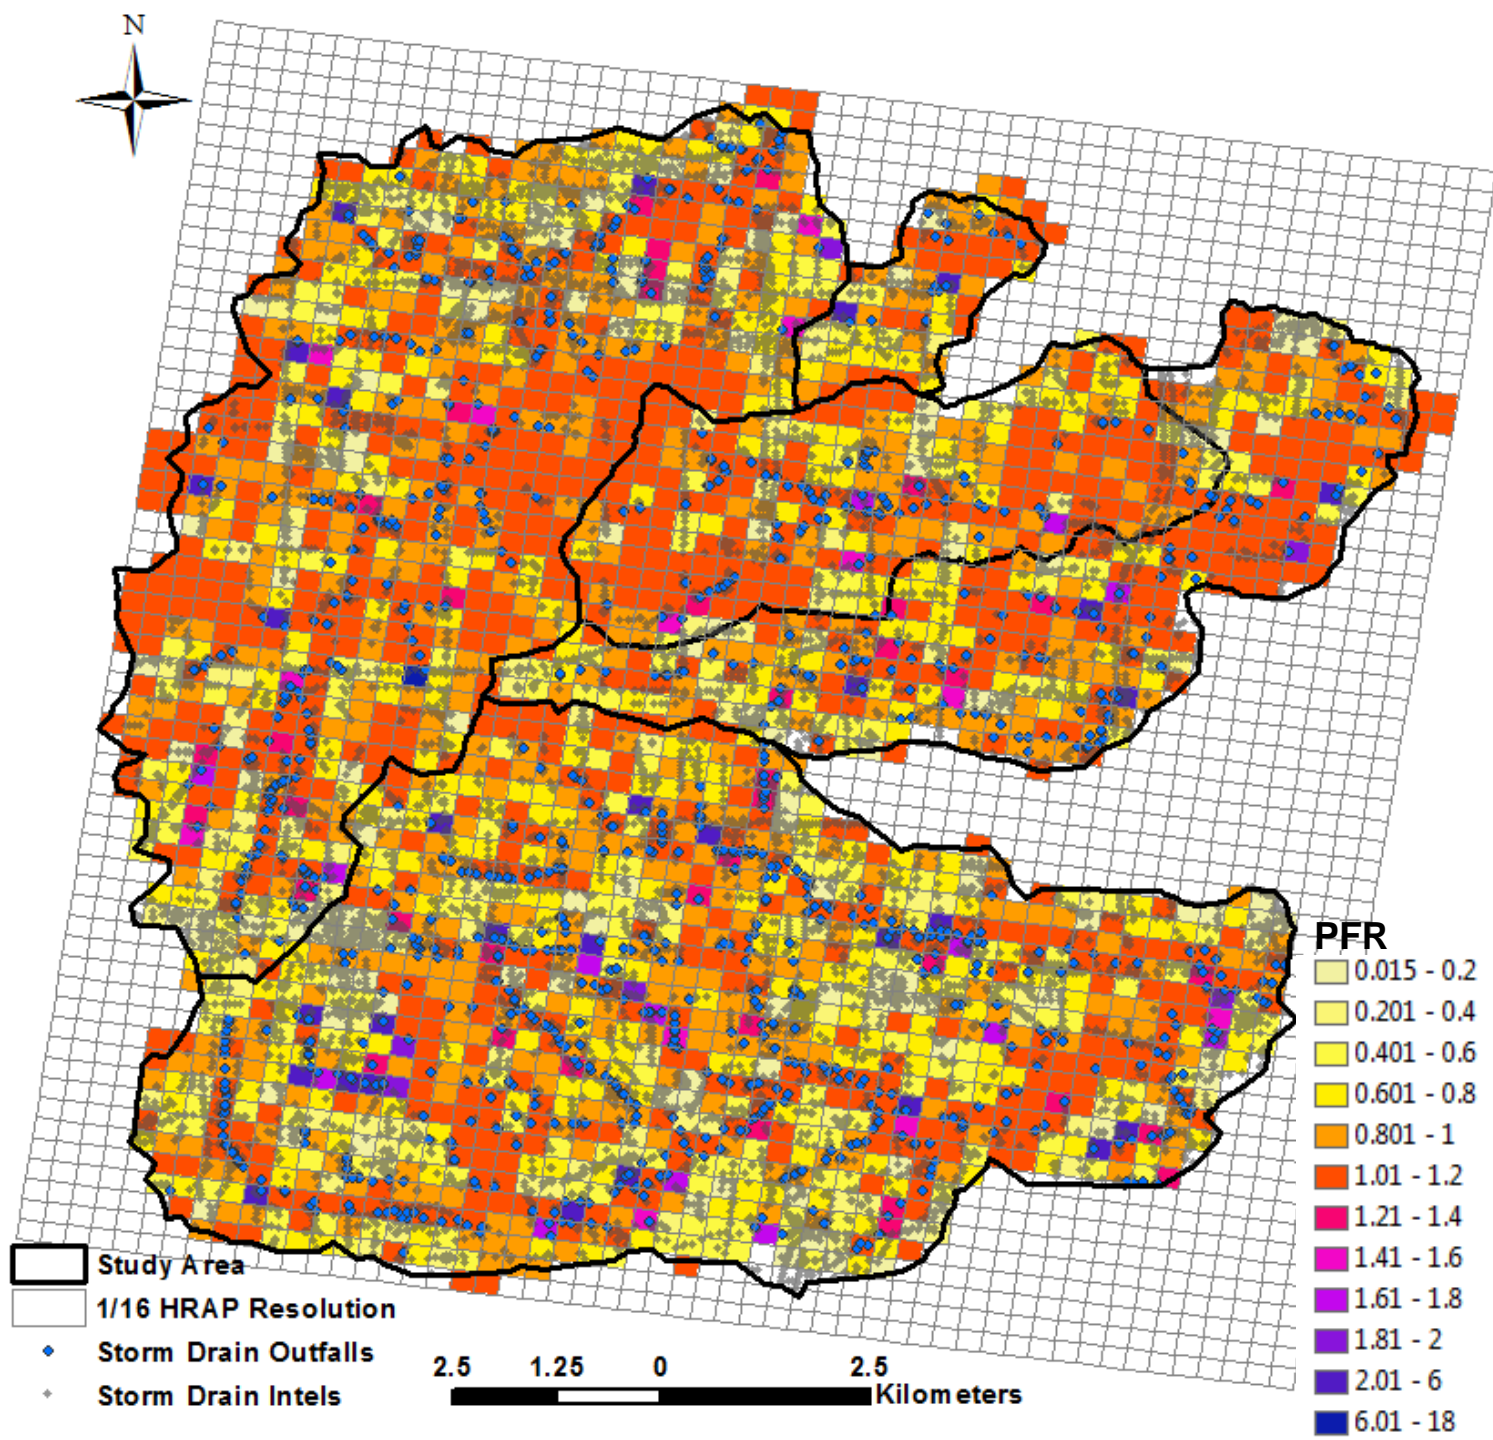 N
PFR
0.015 - 0.2
0.201 - 0.4
0.401 - 0.6
0.601 - 0.8
0.801 - 1
1.01 - 1.2
1.21 - 1.4
1.41 - 1.6
1.61 - 1.8
1.81 - 2
2.01 - 6
6.01 - 18
Study Area
1/16 HRAP Resolution
Storm Drain Outfalls
Storm Drain Intels
2.5 1.25 0 2.5
Kilometers